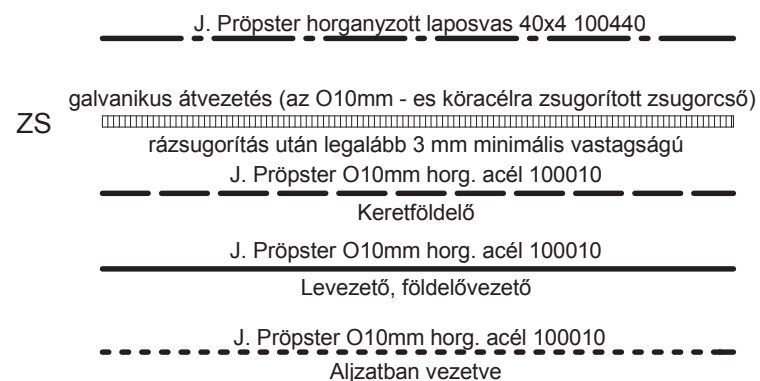 J. Pröpster horganyzott laposvas 40x4 100440
galvanikus átvezetés (az O10mm - es köracélra zsugorított zsugorcső)
ZS
rázsugorítás után legalább 3 mm minimális vastagságú
J. Pröpster O10mm horg. acél 100010
Keretföldelő
J. Pröpster O10mm horg. acél 100010
Levezető, földelővezető
J. Pröpster O10mm horg. acél 100010
Aljzatban vezetve